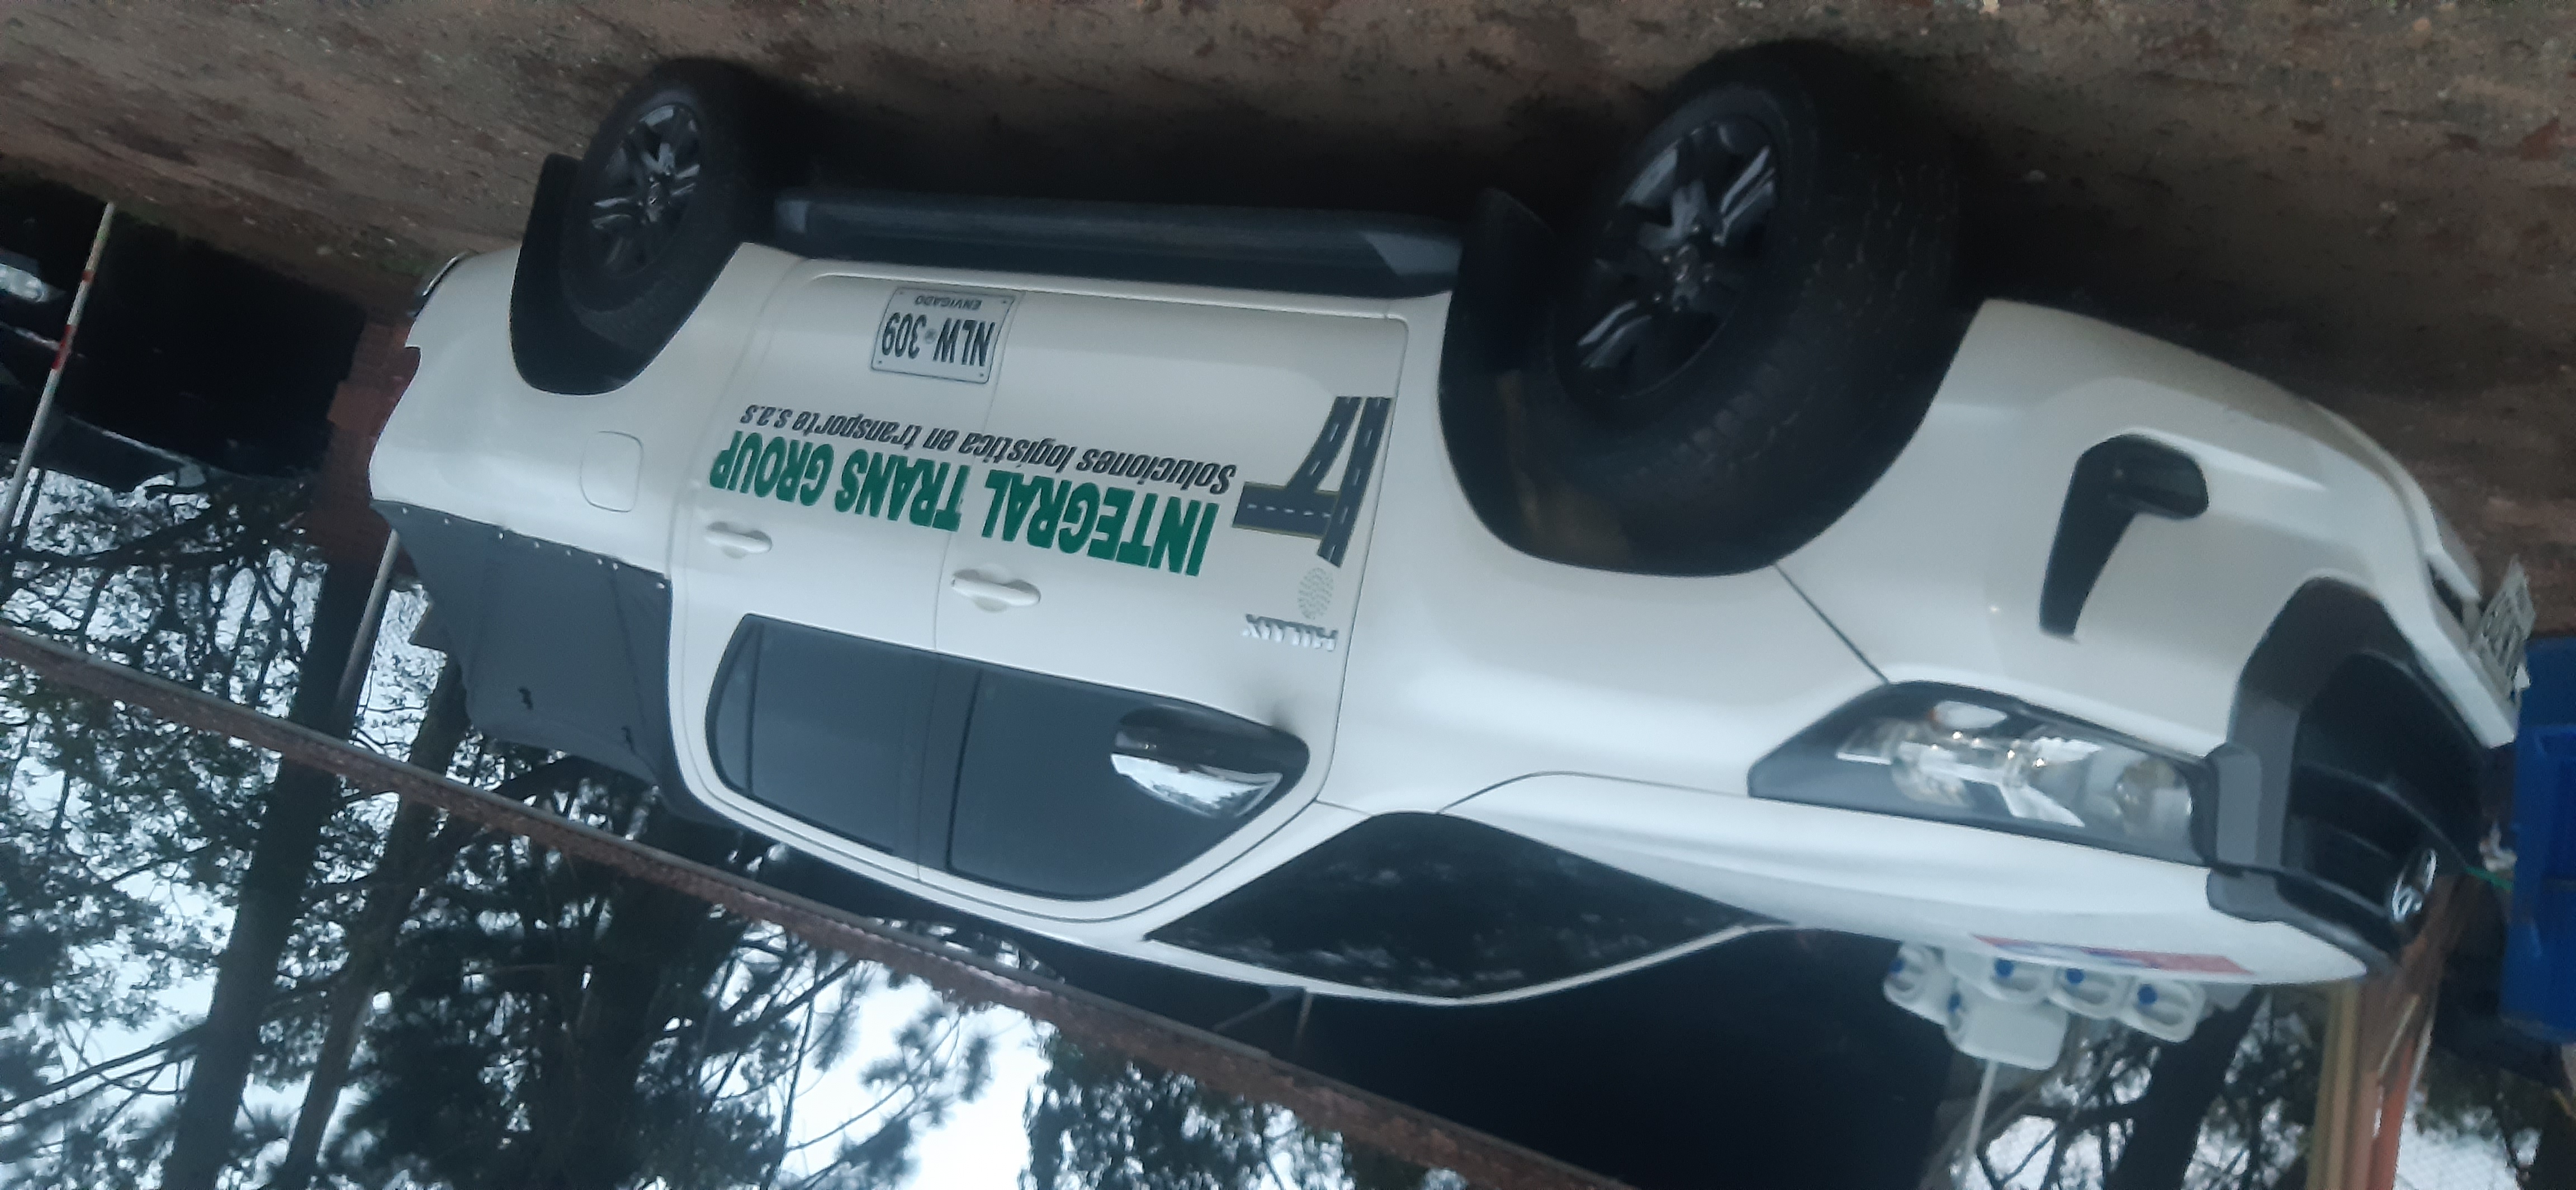 HILUX
INTEGRAL TRANS GROUP
Soluciones logística en transporte s.a.s
NLW 309
ENVIGADO